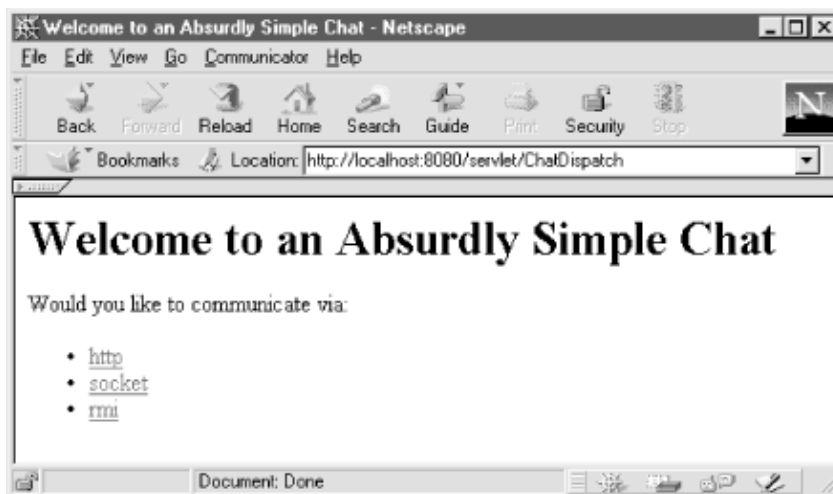 Welcome to an Absurdly Simple Chat - Netscape
File Edit View Go Communicator Help
Back Forward Reload Home Search Guide Print Security Stop
N
Bookmarks Location: http://localhost:8080/servlet/ChatDispatch
Welcome to an Absurdly Simple Chat
Would you like to communicate via:
• http
• socket
• rmi
Document: Done